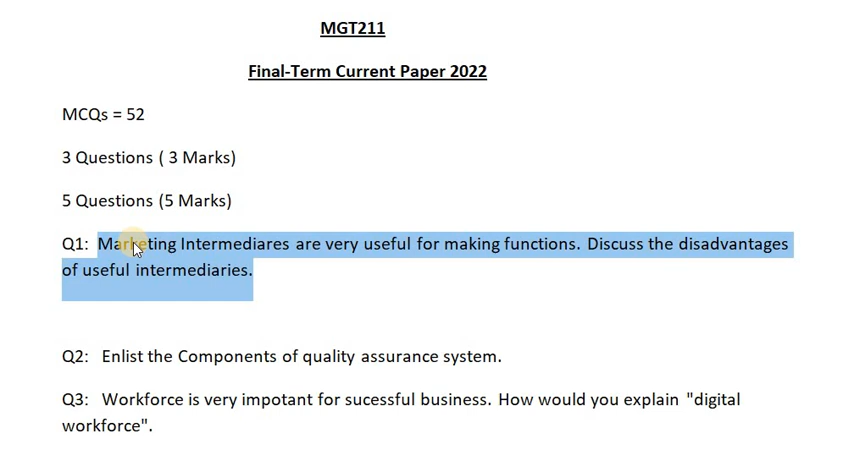 MGT211
Final-Term Current Paper 2022
MCQs = 52
3 Questions ( 3 Marks)
5 Questions (5 Marks)
Q1: Marketing Intermediares are very useful for making functions. Discuss the disadvantages
of useful intermediaries.
Q2: Enlist the Components of quality assurance system.
Q3: Workforce is very impotant for sucessful business. How would you explain "digital
workforce".